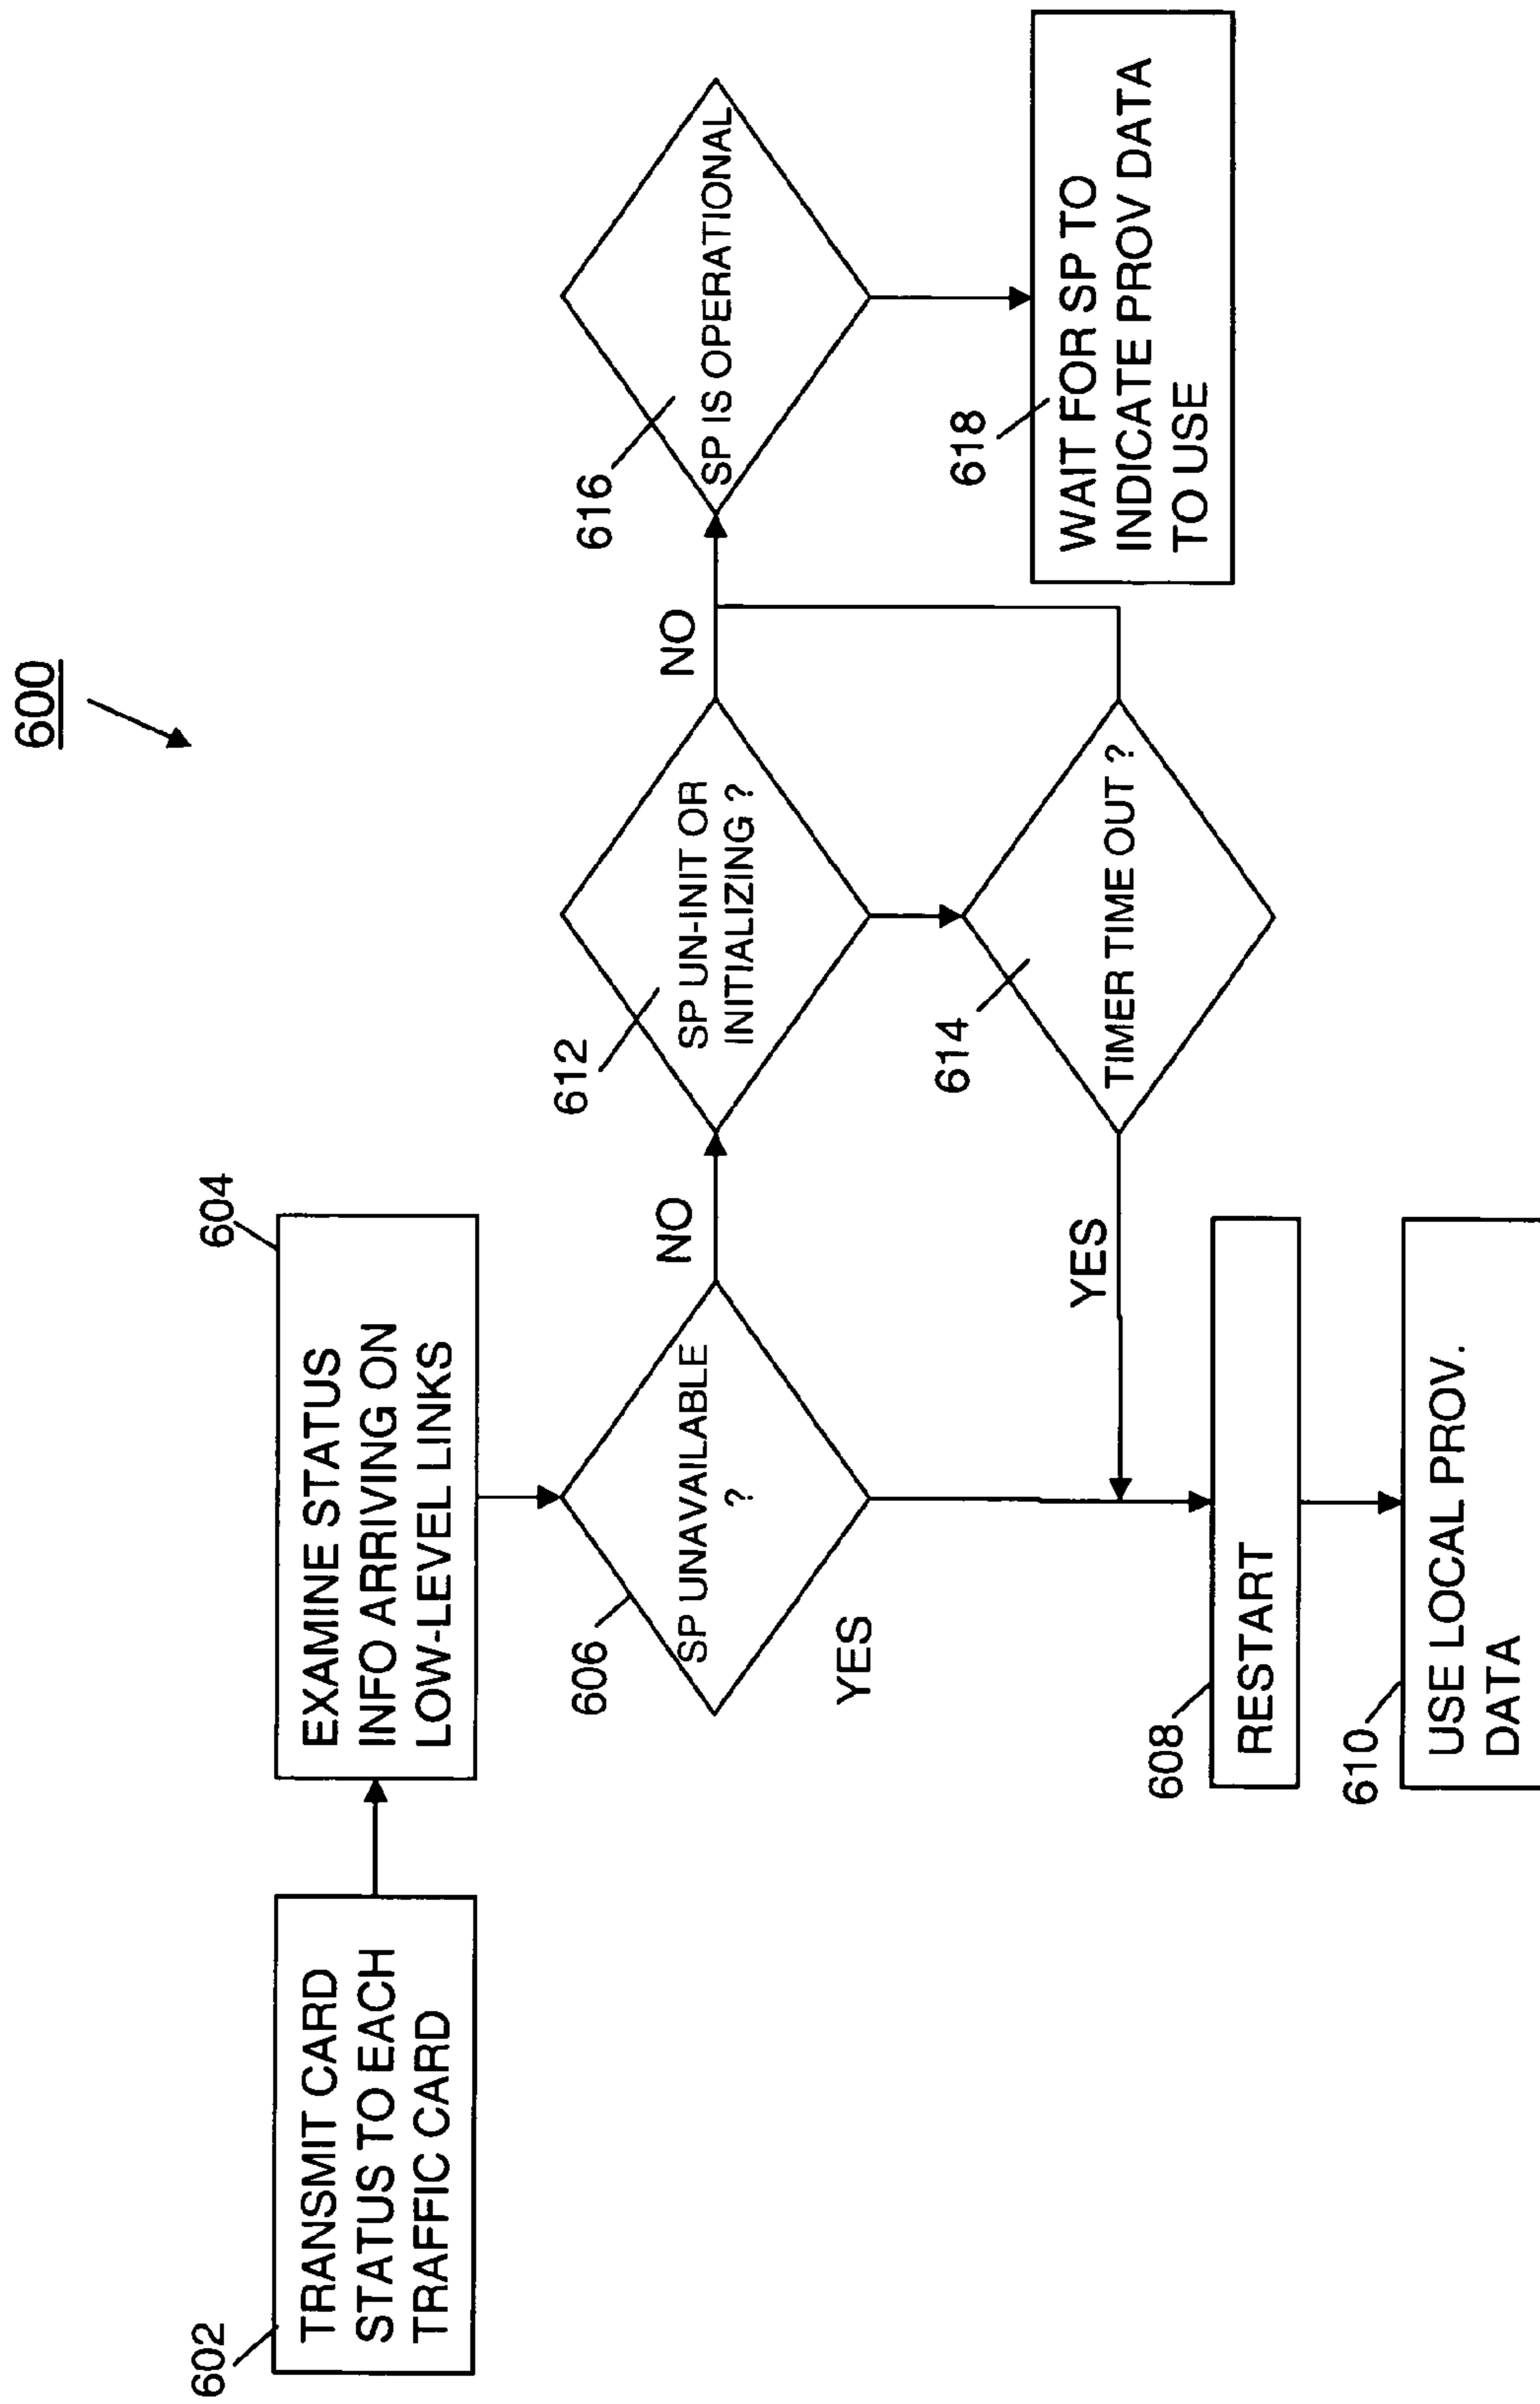 600
602
TRANSMIT CARD
STATUS TO EACH
TRAFFIC CARD
604
EXAMINE STATUS
INFO ARRIVING ON
LOW-LEVEL LINKS
606
SP UNAVAILABLE
?
YES
NO
608
RESTART
610
USE LOCAL PROV.
DATA
612
SP UN-INIT OR
INITIALIZING ?
NO
614
TIMER TIME OUT ?
YES
616
SP IS OPERATIONAL
618
WAIT FOR SP TO
INDICATE PROV DATA
TO USE